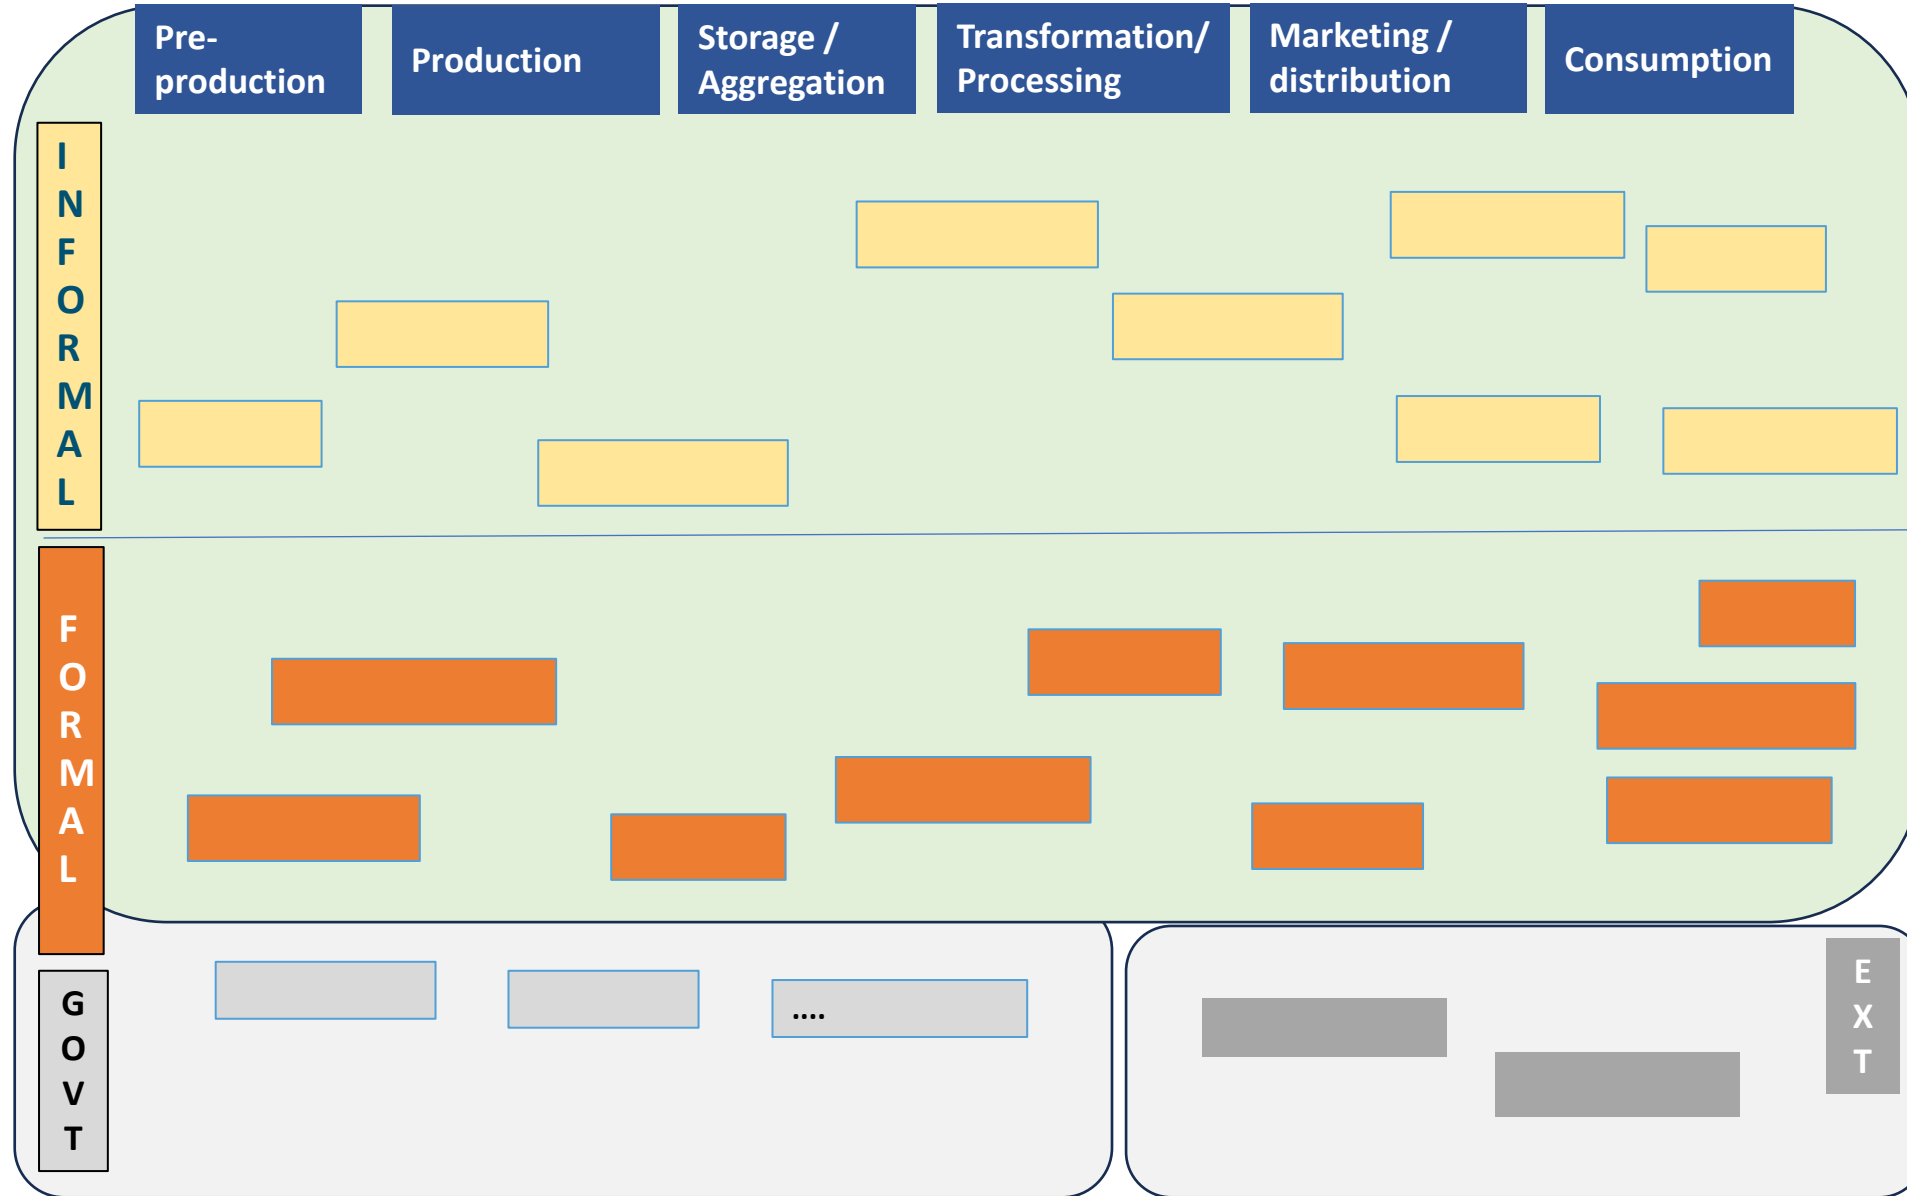 Pre-
production
Production
Storage /
Aggregation
Transformation/
Processing
Marketing /
distribution
Consumption
I
N
F
O
R
M
A
L
F
O
R
M
A
L
G
O
V
T
....
E
X
T